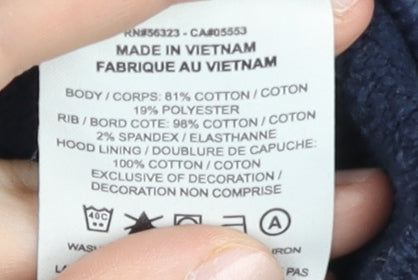 RN#56323 - CA#05553
MADE IN VIETNAM
FABRIQUE AU VIETNAM
BODY / CORPS: 81% COTTON / COTON
19% POLYESTER
RIB / BORD COTE: 98% COTTON / COTON
2% SPANDEX / ELASTHANNE
HOOD LINING / DOUBLURE DE CAPUCHE:
100% COTTON / COTON
EXCLUSIVE OF DECORATION /
DECORATION NON COMPRISE
40C A
PAS